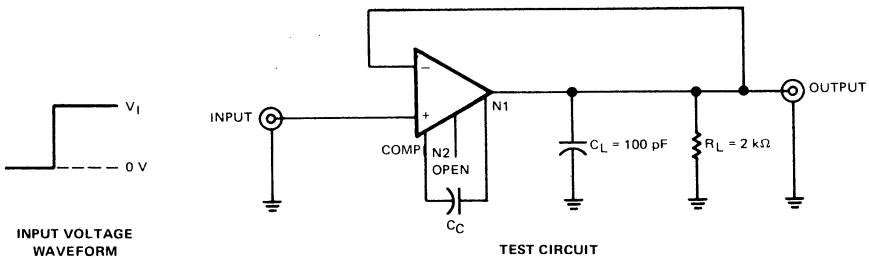 V_I
0 V
INPUT VOLTAGE
WAVEFORM
INPUT
−
+
N1
COMP
N2
OPEN
C_C
C_L = 100 pF
R_L = 2 kΩ
OUTPUT
TEST CIRCUIT